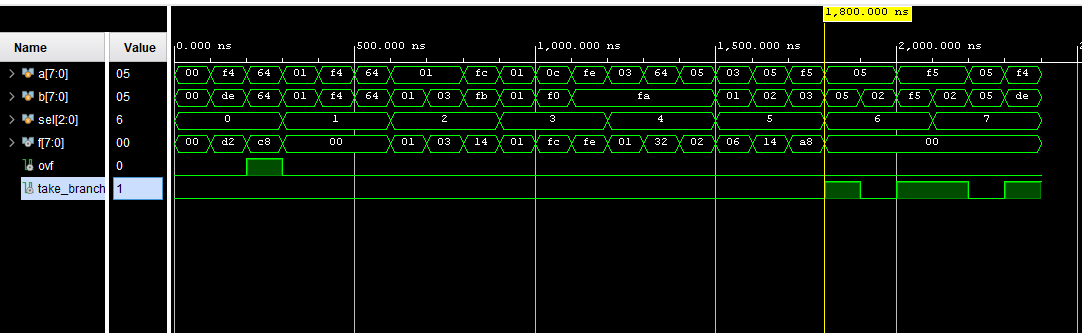 1,800.000 ns
Name Value 0.000 ns 500.000 ns 1,000.000 ns 1,500.000 ns 2,000.000 ns 2
a[7:0] 05 00 f4 64 01 f4 64 01 fc 01 0c fe 03 64 05 03 05 f5 05 f5 05 f4
b[7:0] 05 00 de 64 01 f4 64 01 03 fb 01 f0 fa 01 02 03 05 02 f5 02 05 de
sel[2:0] 6 0 1 2 3 4 5 6 7
f[7:0] 00 00 d2 c8 00 01 03 14 01 fc fe 01 32 02 06 14 a8 00
ovf 0
take_branch 1